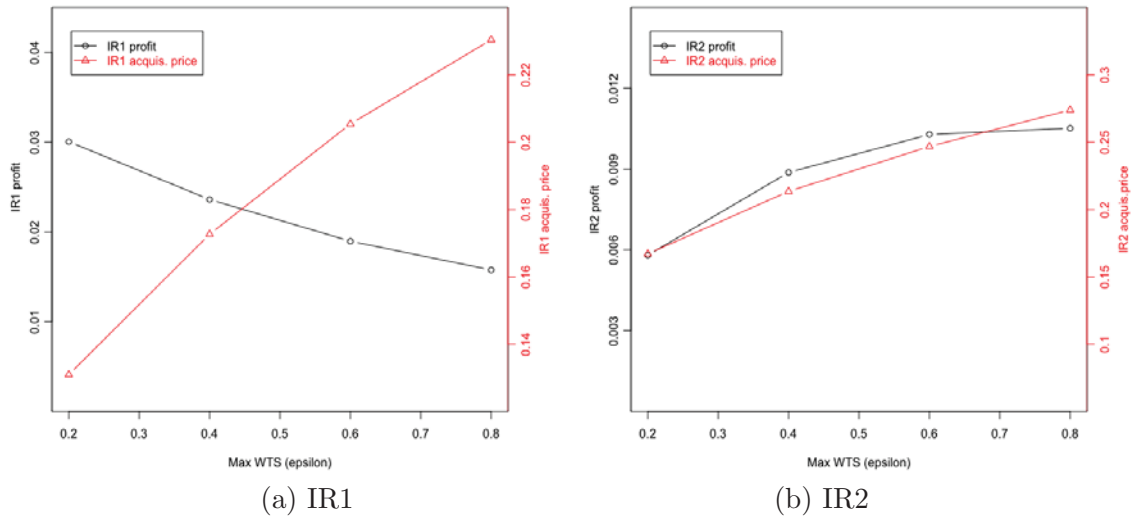 IR1 profit
IR1 acquis. price
0.04
0.03
0.02
0.01
IR1 profit
0.22
0.2
0.18
0.16
0.14
IR1 acquis. price
0.2
0.3
0.4
0.5
0.6
0.7
0.8
Max WTS (epsilon)
(a) IR1
IR2 profit
IR2 acquis. price
0.012
0.009
0.006
0.003
IR2 profit
0.3
0.25
0.2
0.15
0.1
IR2 acquis.price
0.2
0.3
0.4
0.5
0.6
0.7
0.8
Max WTS (epsilon)
(b) IR2